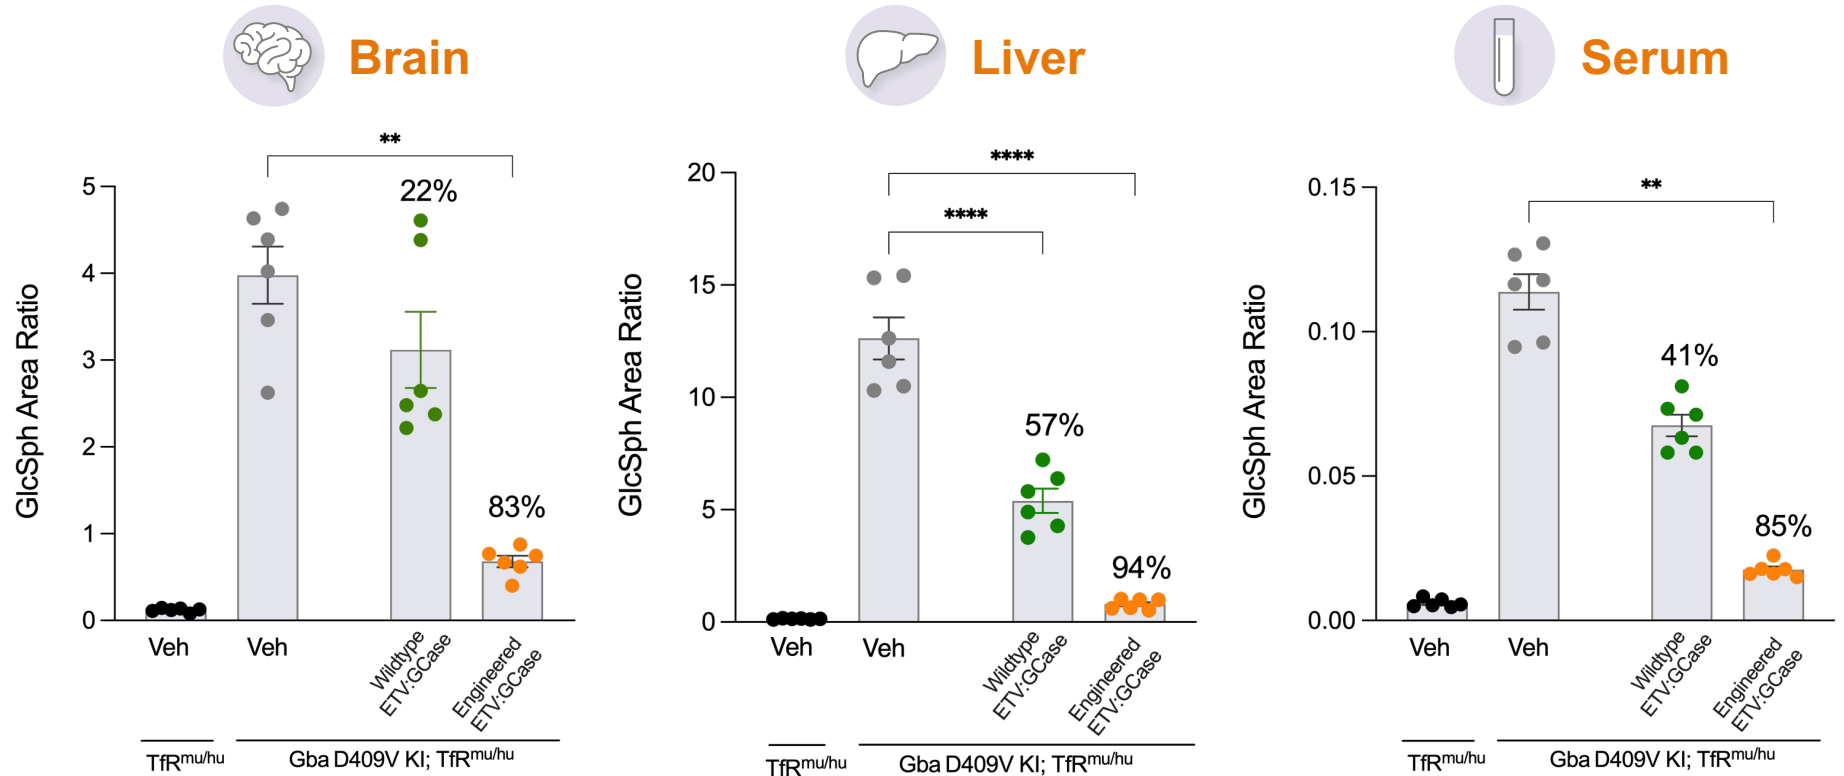 Brain
**
GlcSph Area Ratio
5
4
3
2
1
0
22%
83%
Veh
Veh
Wildtype
ETV:GCase
Engineered
ETV:GCase
TfRmu/hu
Gba D409V KI; TfRmu/hu
Liver
****
****
GlcSph Area Ratio
20
15
10
5
0
57%
94%
Veh
Veh
Wildtype
ETV:GCase
Engineered
ETV:GCase
TfRmu/hu
Gba D409V KI; TfRmu/hu
Serum
**
GlcSph Area Ratio
0.15
0.10
0.05
0.00
41%
85%
Veh
Veh
Wildtype
ETV:GCase
Engineered
ETV:GCase
TfRmu/hu
Gba D409V KI; TfRmu/hu